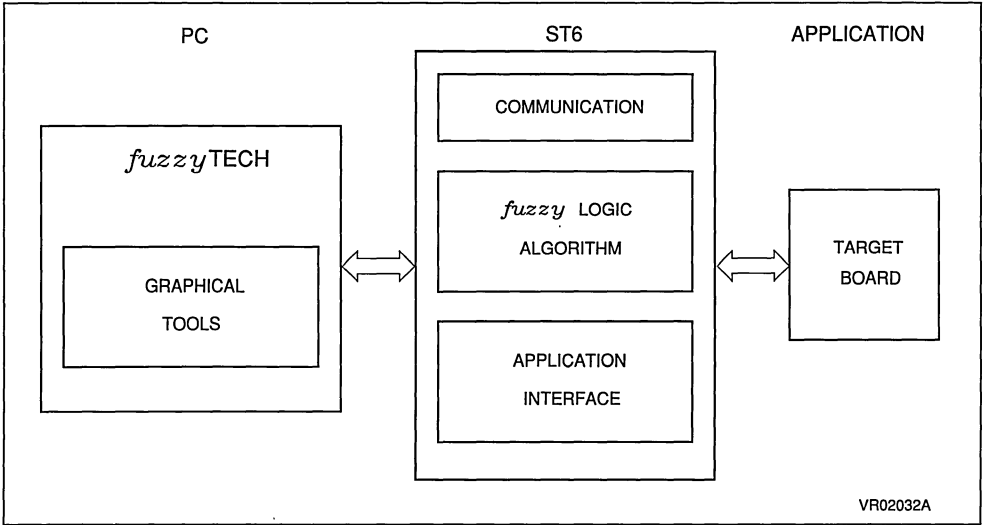 PC
ST6
APPLICATION
fuzzyTECH
GRAPHICAL
TOOLS
COMMUNICATION
fuzzy LOGIC
ALGORITHM
APPLICATION
INTERFACE
TARGET
BOARD
VR02032A